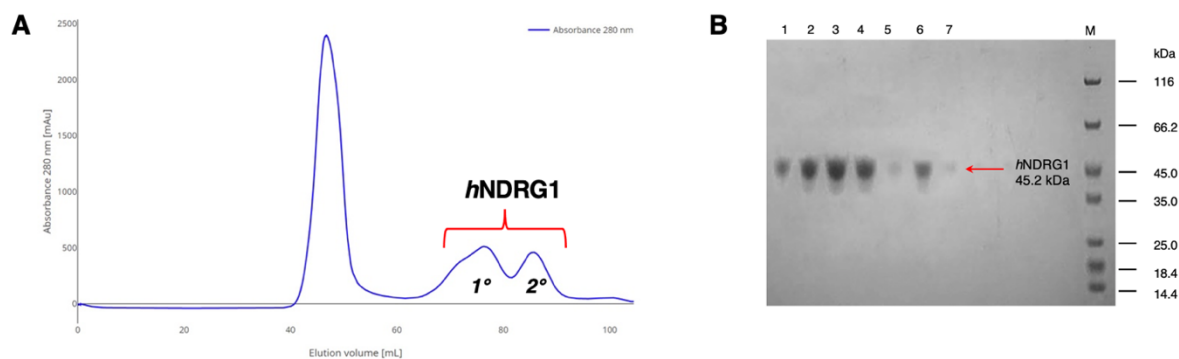 A
Absorbance 280 nm
Absorbance 280 nm [mAu]
2500
2000
1500
1000
500
0
hNDRG1
1°
2°
0
20
40
60
80
100
Elution volume [mL]
B
1 2 3 4 5 6 7 M
kDa
116
66.2
45.0
35.0
25.0
18.4
14.4
hNDRG1
45.2 kDa